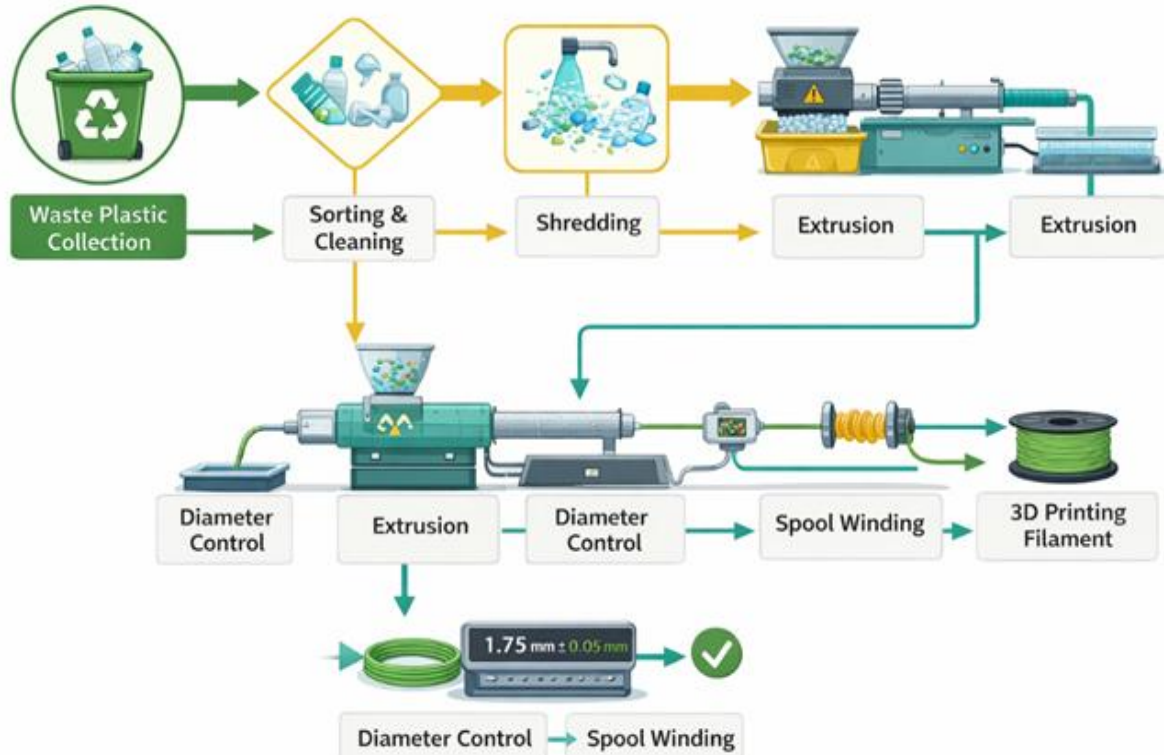 Waste Plastic
Collection
Sorting &
Cleaning
Shredding
Extrusion
Extrusion
Diameter
Control
Extrusion
Diameter
Control
Spool Winding
3D Printing
Filament
1.75 mm ± 0.05 mm
Diameter Control
Spool Winding